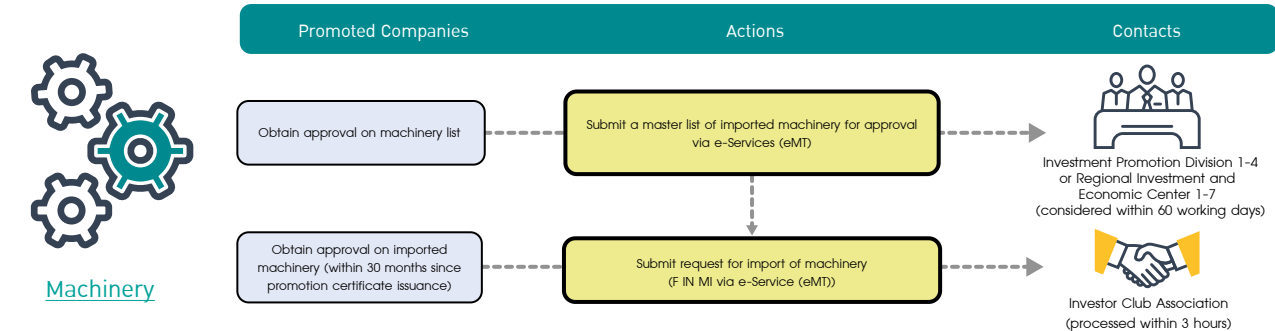 Promoted Companies
Actions
Contacts
Obtain approval on machinery list
Submit a master list of imported machinery for approval
via e-Services (eMT)
Investment Promotion Division 1-4
or Regional Investment and
Economic Center 1-7
(considered within 60 working days)
Obtain approval on imported
machinery (within 30 months since
promotion certificate issuance)
Submit request for import of machinery
(F IN MI via e-Service (eMT))
Investor Club Association
(processed within 3 hours)
Machinery